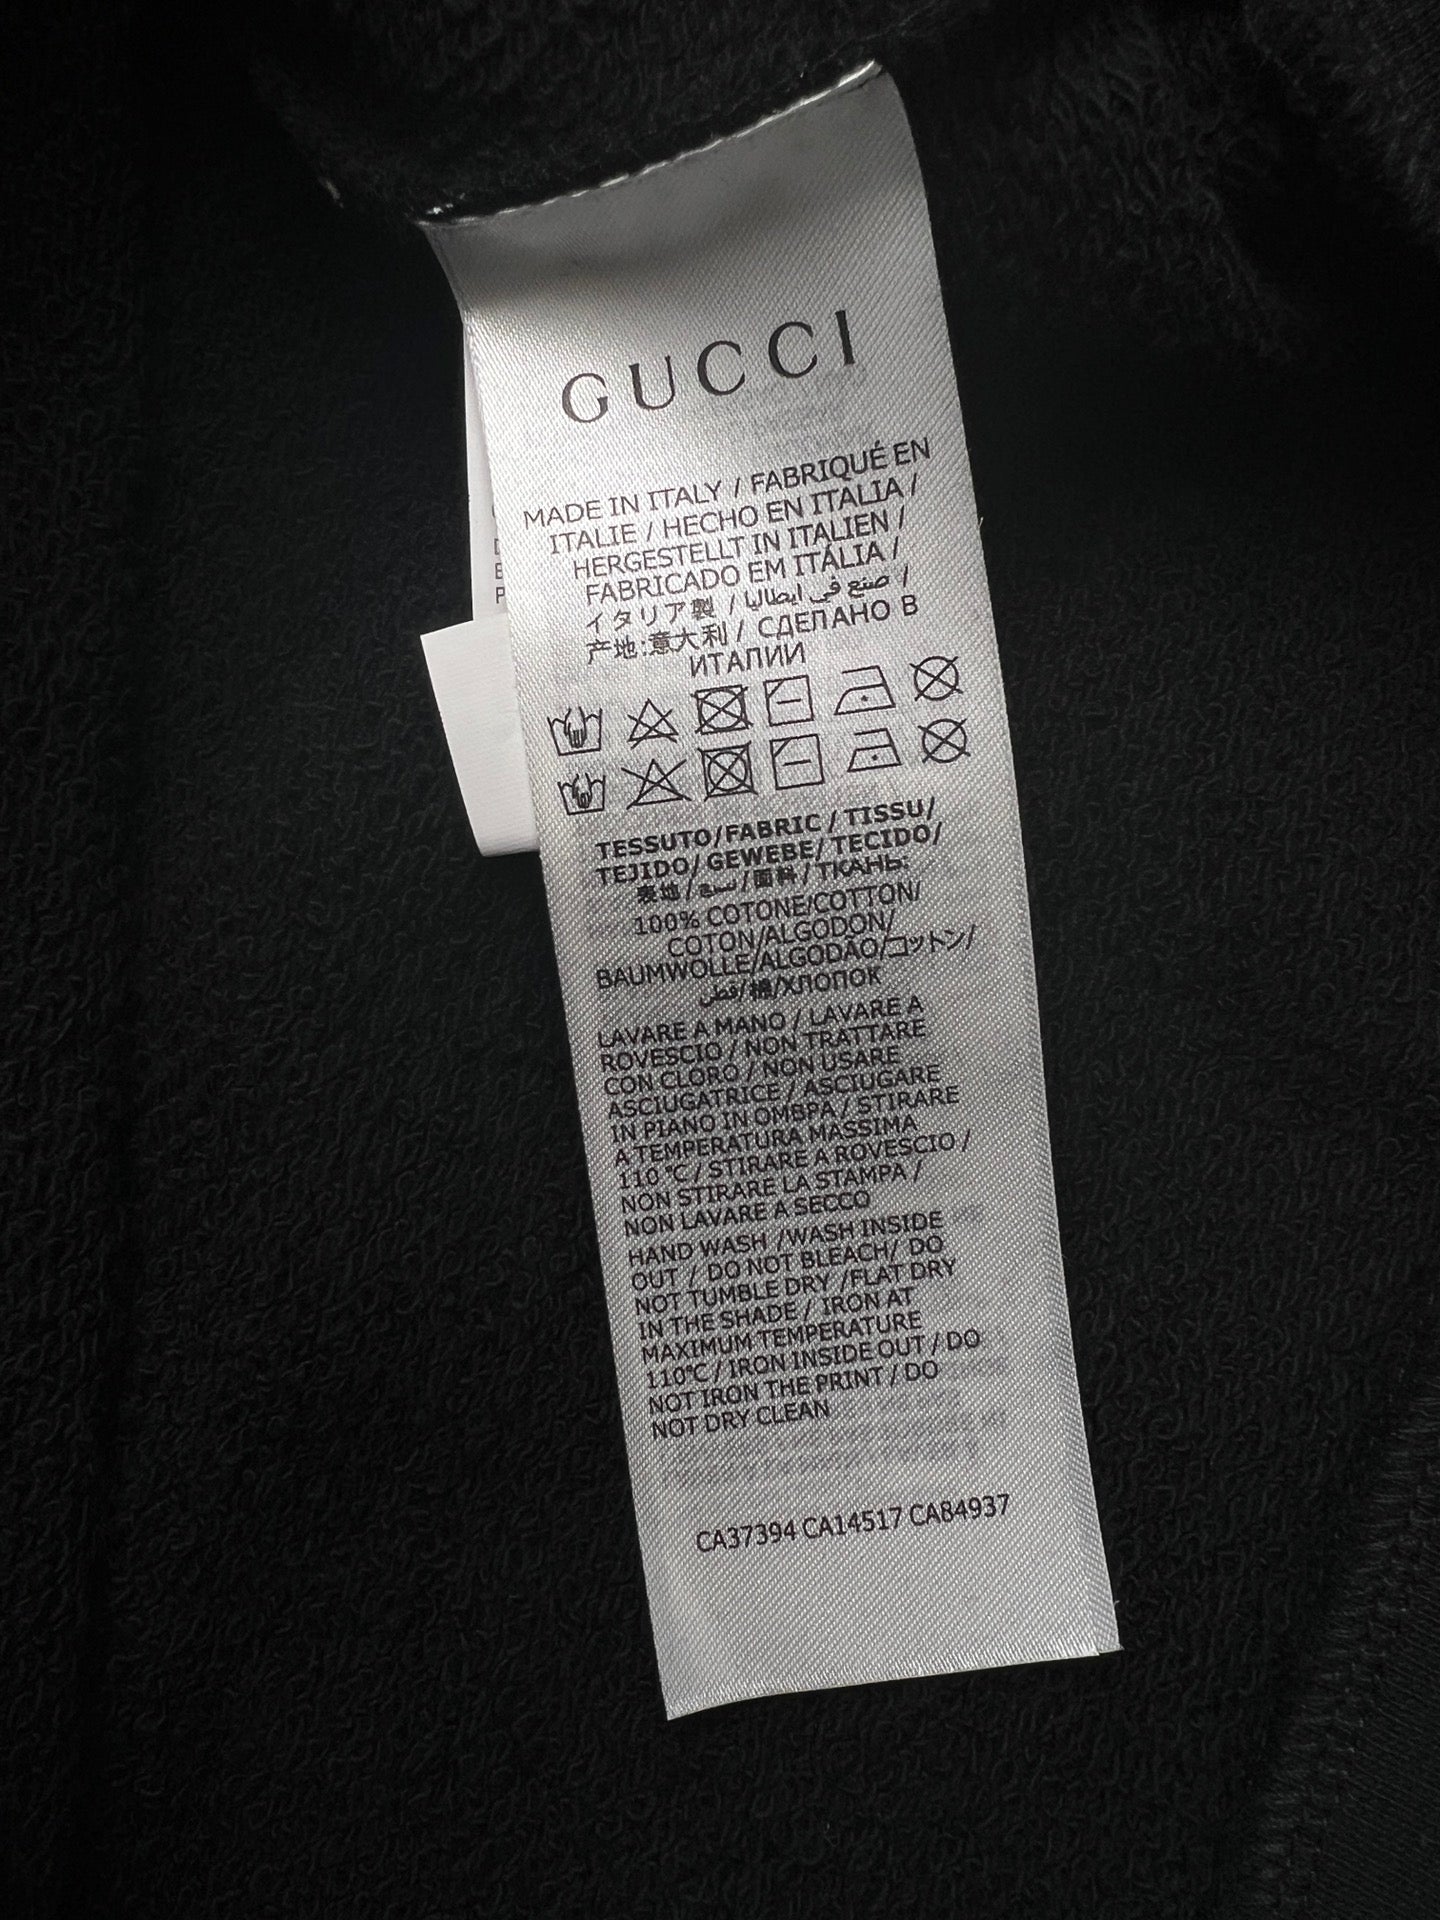 GUCCI
MADE IN ITALY / FABRIQUÉ EN
ITALIE / HECHO EN ITALIA /
HERGESTELLT IN ITALIEN /
FABRICADO EM ITÁLIA /
イタリア製 / صنع في ايطاليا /
产地:意大利 / СДЕЛАНО В
ИТАЛИИ
TESSUTO/FABRIC / TISSU/
TEJIDO/ GEWEBE/ TECIDO/
表地 / نسيج / 面料 / ТКАНЬ:
100% COTONE/COTTON/
COTON/ALGODON/
BAUMWOLLE/ALGODÃO/コットン/
قطن/棉/ХЛОПОК
LAVARE A MANO / LAVARE A
ROVESCIO / NON TRATTARE
CON CLORO / NON USARE
ASCIUGATRICE / ASCIUGARE
IN PIANO IN OMBPA / STIRARE
A TEMPERATURA MASSIMA
110 °C / STIRARE A ROVESCIO /
NON STIRARE LA STAMPA /
NON LAVARE A SECCO
HAND WASH /WASH INSIDE
OUT / DO NOT BLEACH/ DO
NOT TUMBLE DRY /FLAT DRY
IN THE SHADE / IRON AT
MAXIMUM TEMPERATURE
110°C / IRON INSIDE OUT / DO
NOT IRON THE PRINT / DO
NOT DRY CLEAN
CA37394 CA14517 CA84937